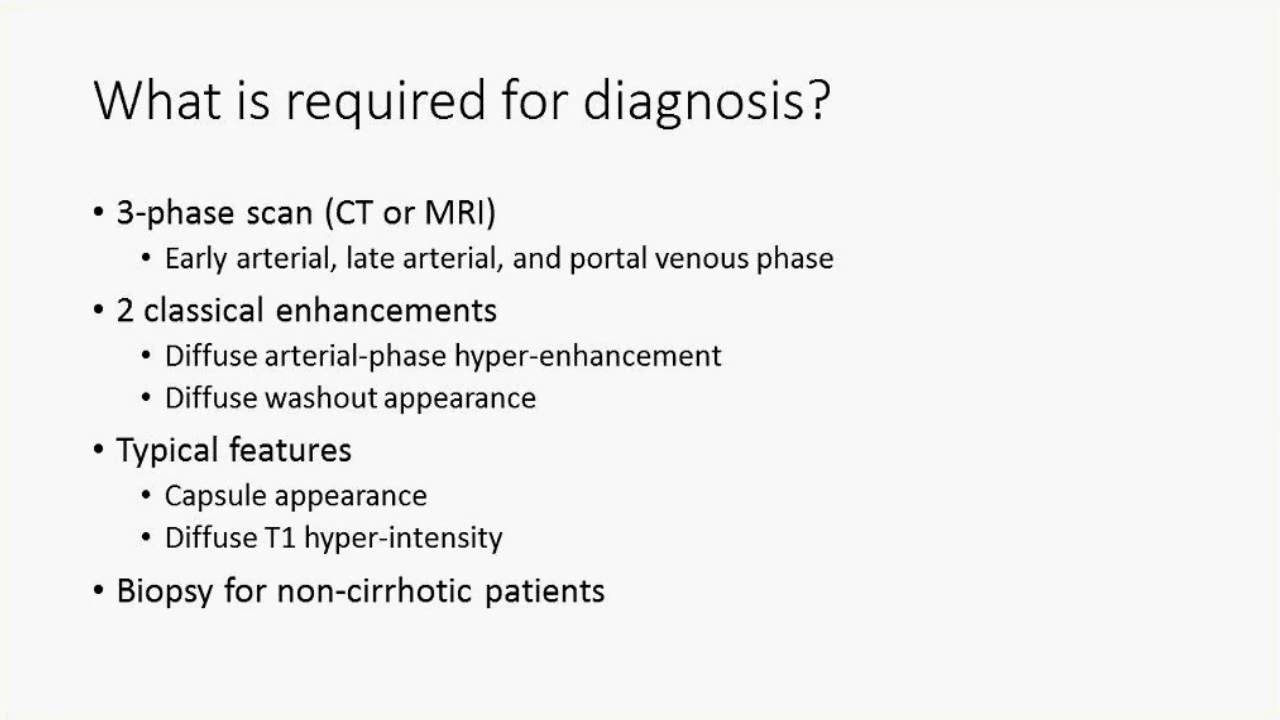 What is required for diagnosis?
• 3-phase scan (CT or MRI)
• Early arterial, late arterial, and portal venous phase
• 2 classical enhancements
• Diffuse arterial-phase hyper-enhancement
• Diffuse washout appearance
• Typical features
• Capsule appearance
• Diffuse T1 hyper-intensity
• Biopsy for non-cirrhotic patients